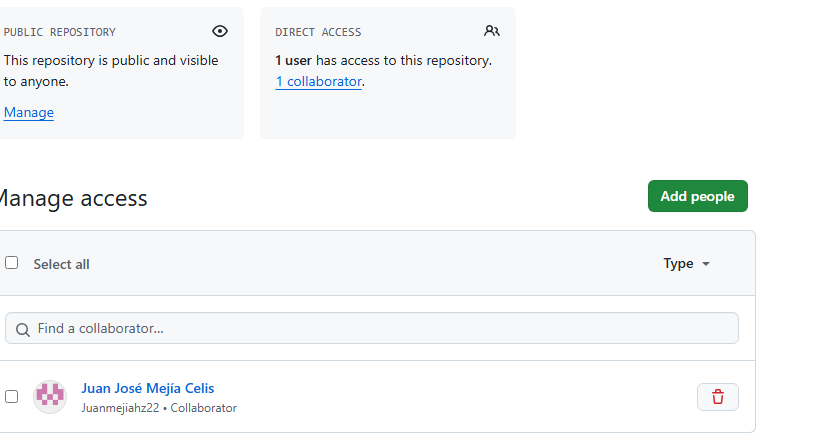 PUBLIC REPOSITORY
This repository is public and visible
to anyone.
Manage
DIRECT ACCESS
1 user has access to this repository.
1 collaborator.
Manage access
Add people
Select all
Type
Find a collaborator...
Juan José Mejía Celis
Juanmejiahz22 • Collaborator